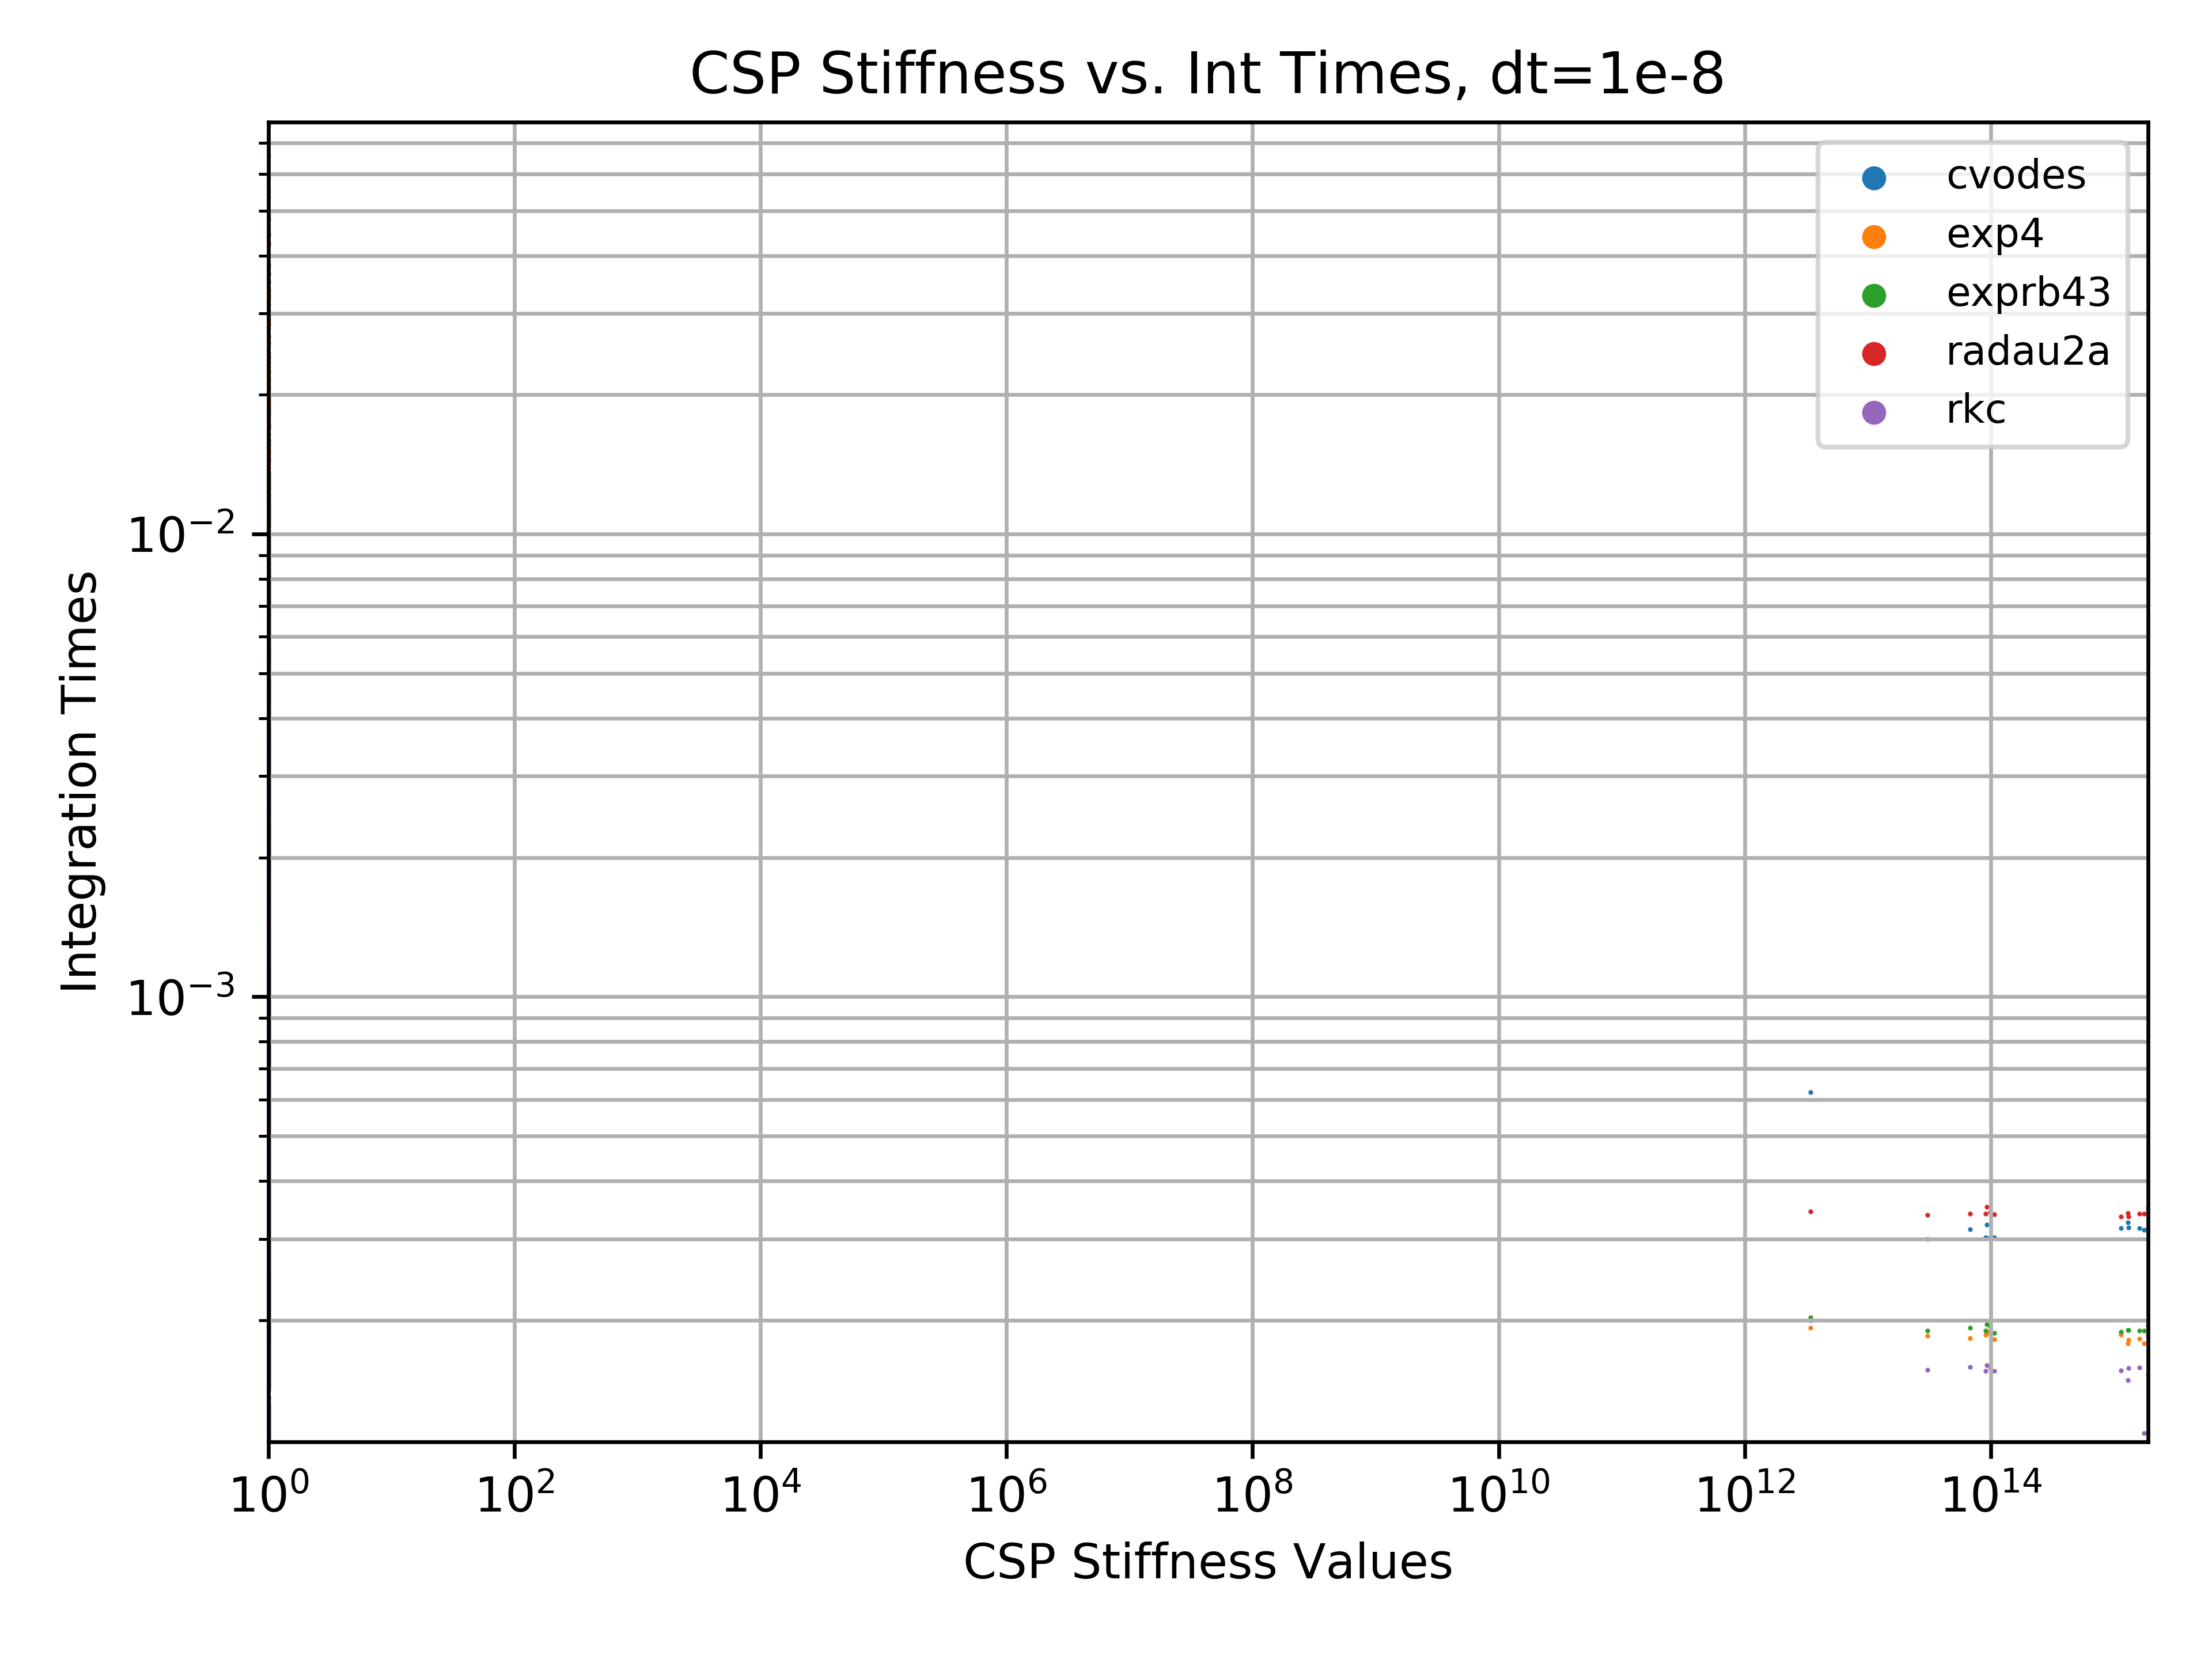 CSP Stiffness vs. Int Times, dt=1e-8
cvodes
exp4
exprb43
radau2a
rkc
10⁻²
10⁻³
Integration Times
10⁰ 10² 10⁴ 10⁶ 10⁸ 10¹⁰ 10¹² 10¹⁴
CSP Stiffness Values